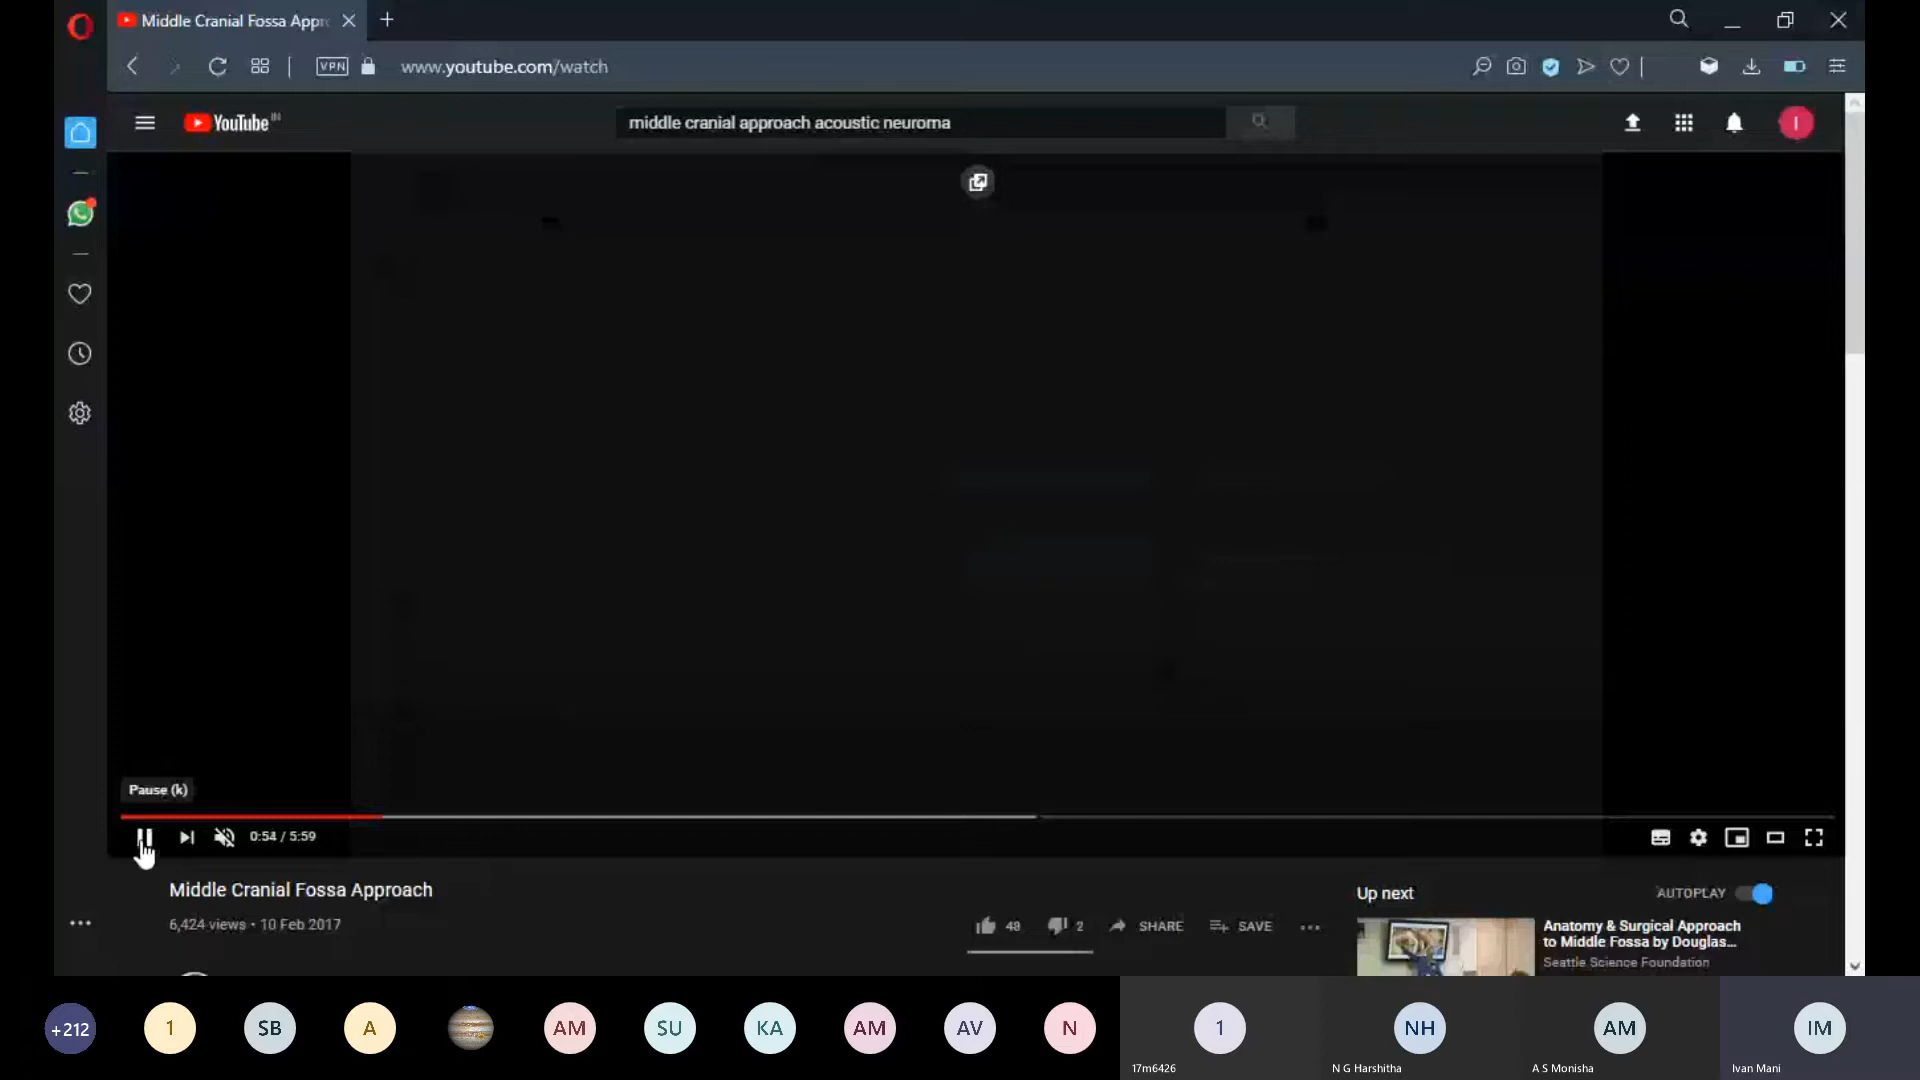 Middle Cranial Fossa Appr
VPN
www.youtube.com/watch
YouTube IN
middle cranial approach acoustic neuroma
I
Pause (k)
0:54 / 5:59
Middle Cranial Fossa Approach
6,424 views • 10 Feb 2017
48
2
SHARE
SAVE
Up next
AUTOPLAY
Anatomy & Surgical Approach
to Middle Fossa by Douglas...
Seattle Science Foundation
+212
1
SB
A
AM
SU
KA
AM
AV
N
1
17m6426
NH
N G Harshitha
AM
A S Monisha
IM
Ivan Mani